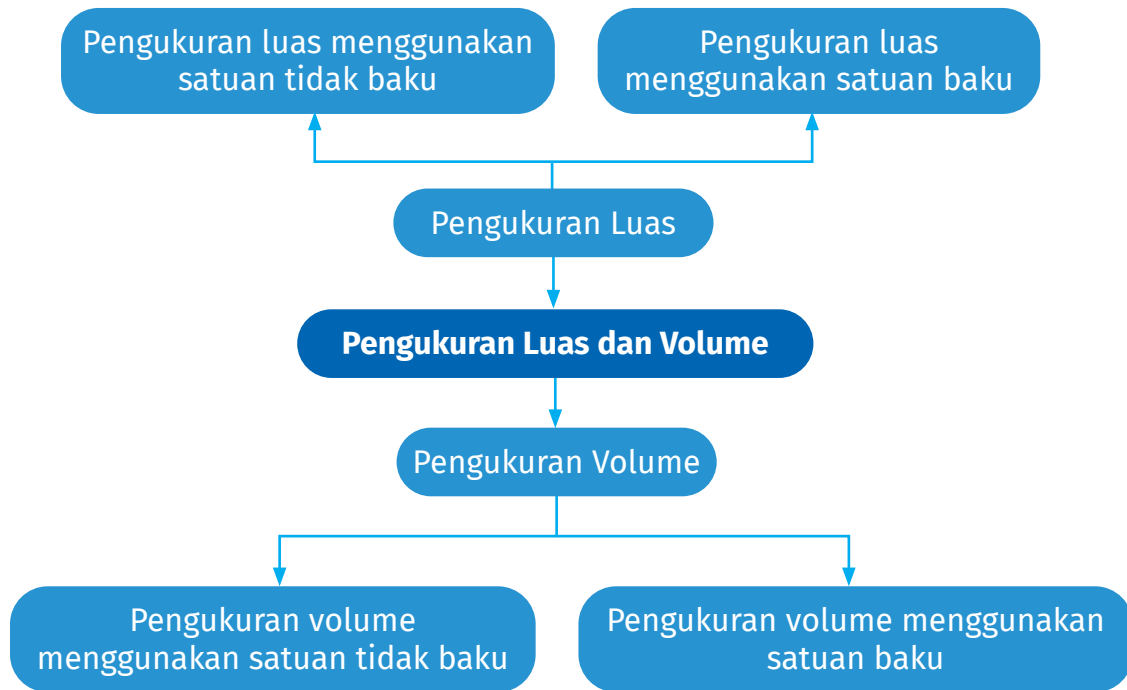 Pengukuran luas menggunakan
satuan tidak baku
Pengukuran luas
menggunakan satuan baku
Pengukuran Luas
Pengukuran Luas dan Volume
Pengukuran Volume
Pengukuran volume
menggunakan satuan tidak baku
Pengukuran volume menggunakan
satuan baku